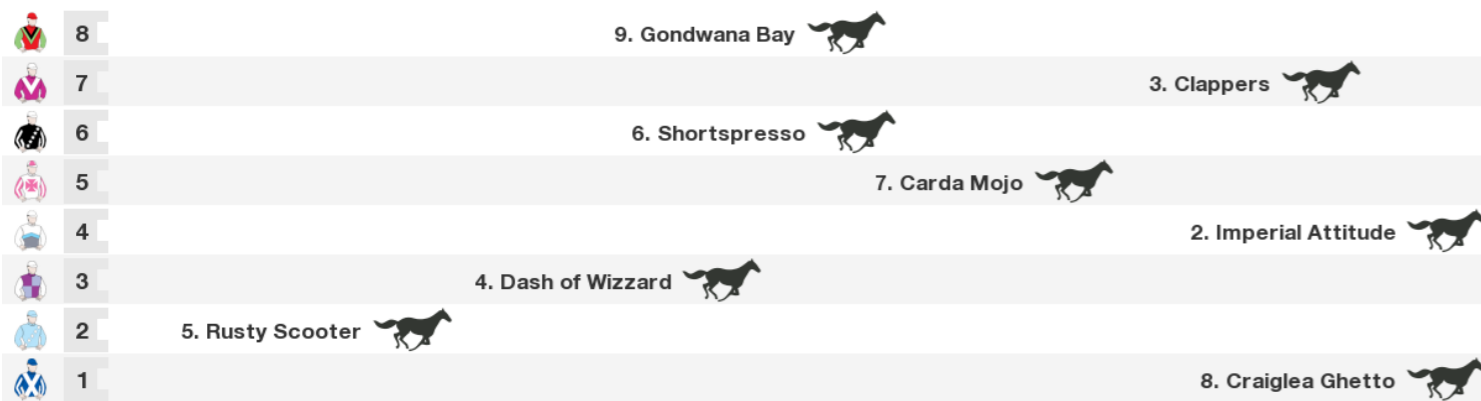 8 9. Gondwana Bay
7 3. Clappers
6 6. Shortspresso
5 7. Carda Mojo
4 2. Imperial Attitude
3 4. Dash of Wizzard
2 5. Rusty Scooter
1 8. Craiglea Ghetto